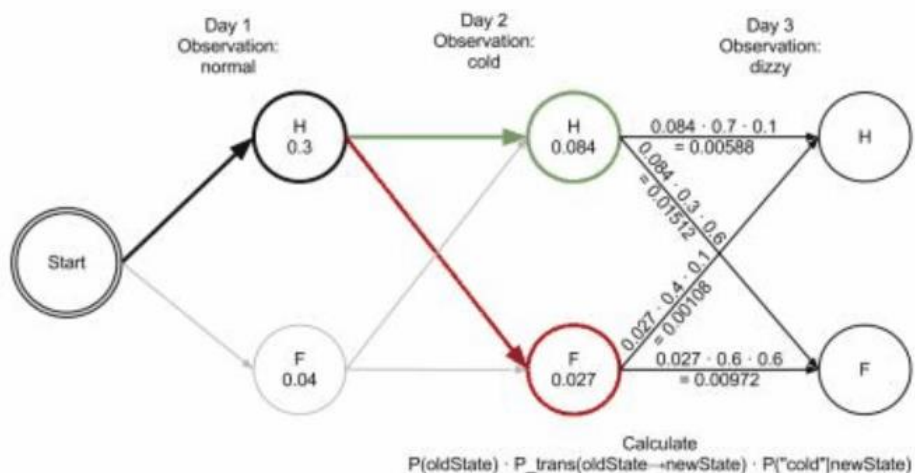 Day 1
Observation:
normal
Day 2
Observation:
cold
Day 3
Observation:
dizzy
Start
H
0.3
H
0.084
0.084 · 0.7 · 0.1
= 0.00588
H
0.084 · 0.3 · 0.6
= 0.01512
0.027 · 0.4 · 0.1
= 0.00108
F
0.04
F
0.027
0.027 · 0.6 · 0.6
= 0.00972
F
Calculate
P(oldState) · P_trans(oldState→newState) · P("cold"|newState)